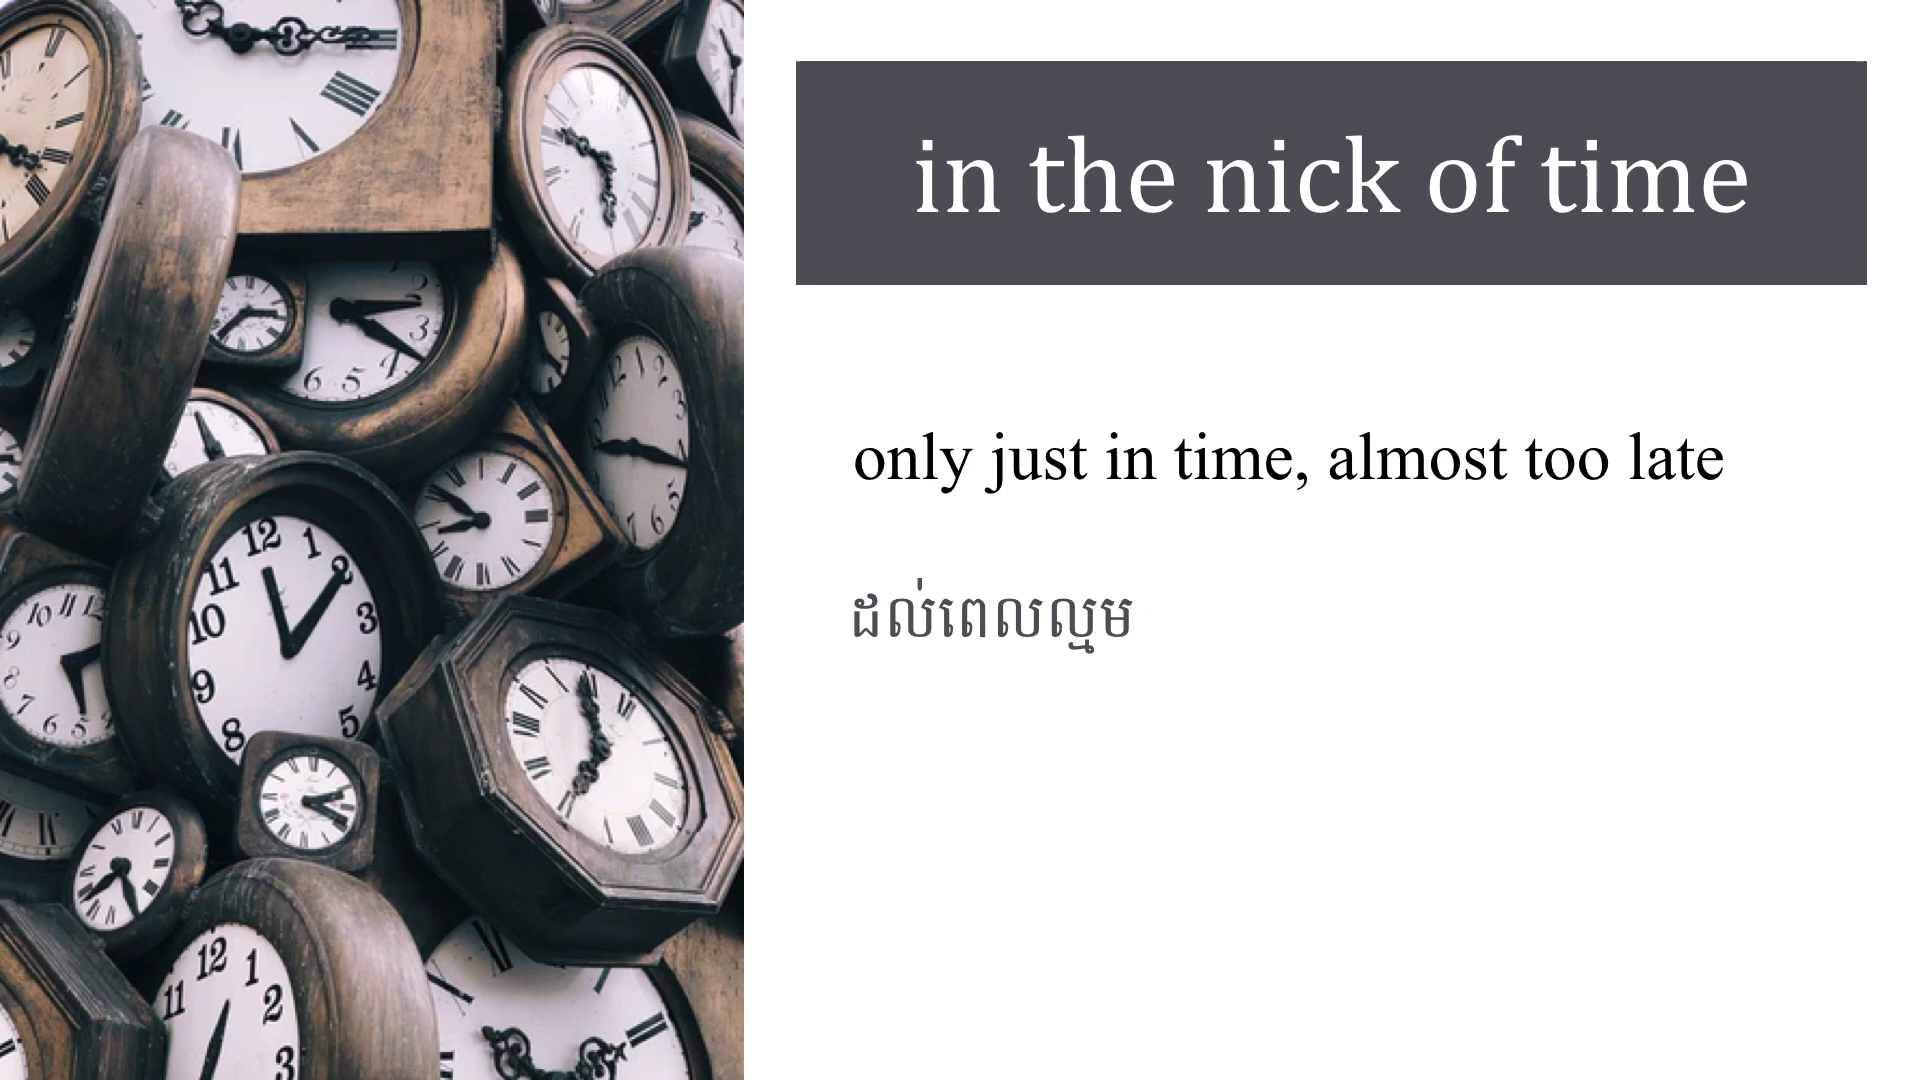 in the nick of time
only just in time, almost too late
ដល់ពេលល្មម